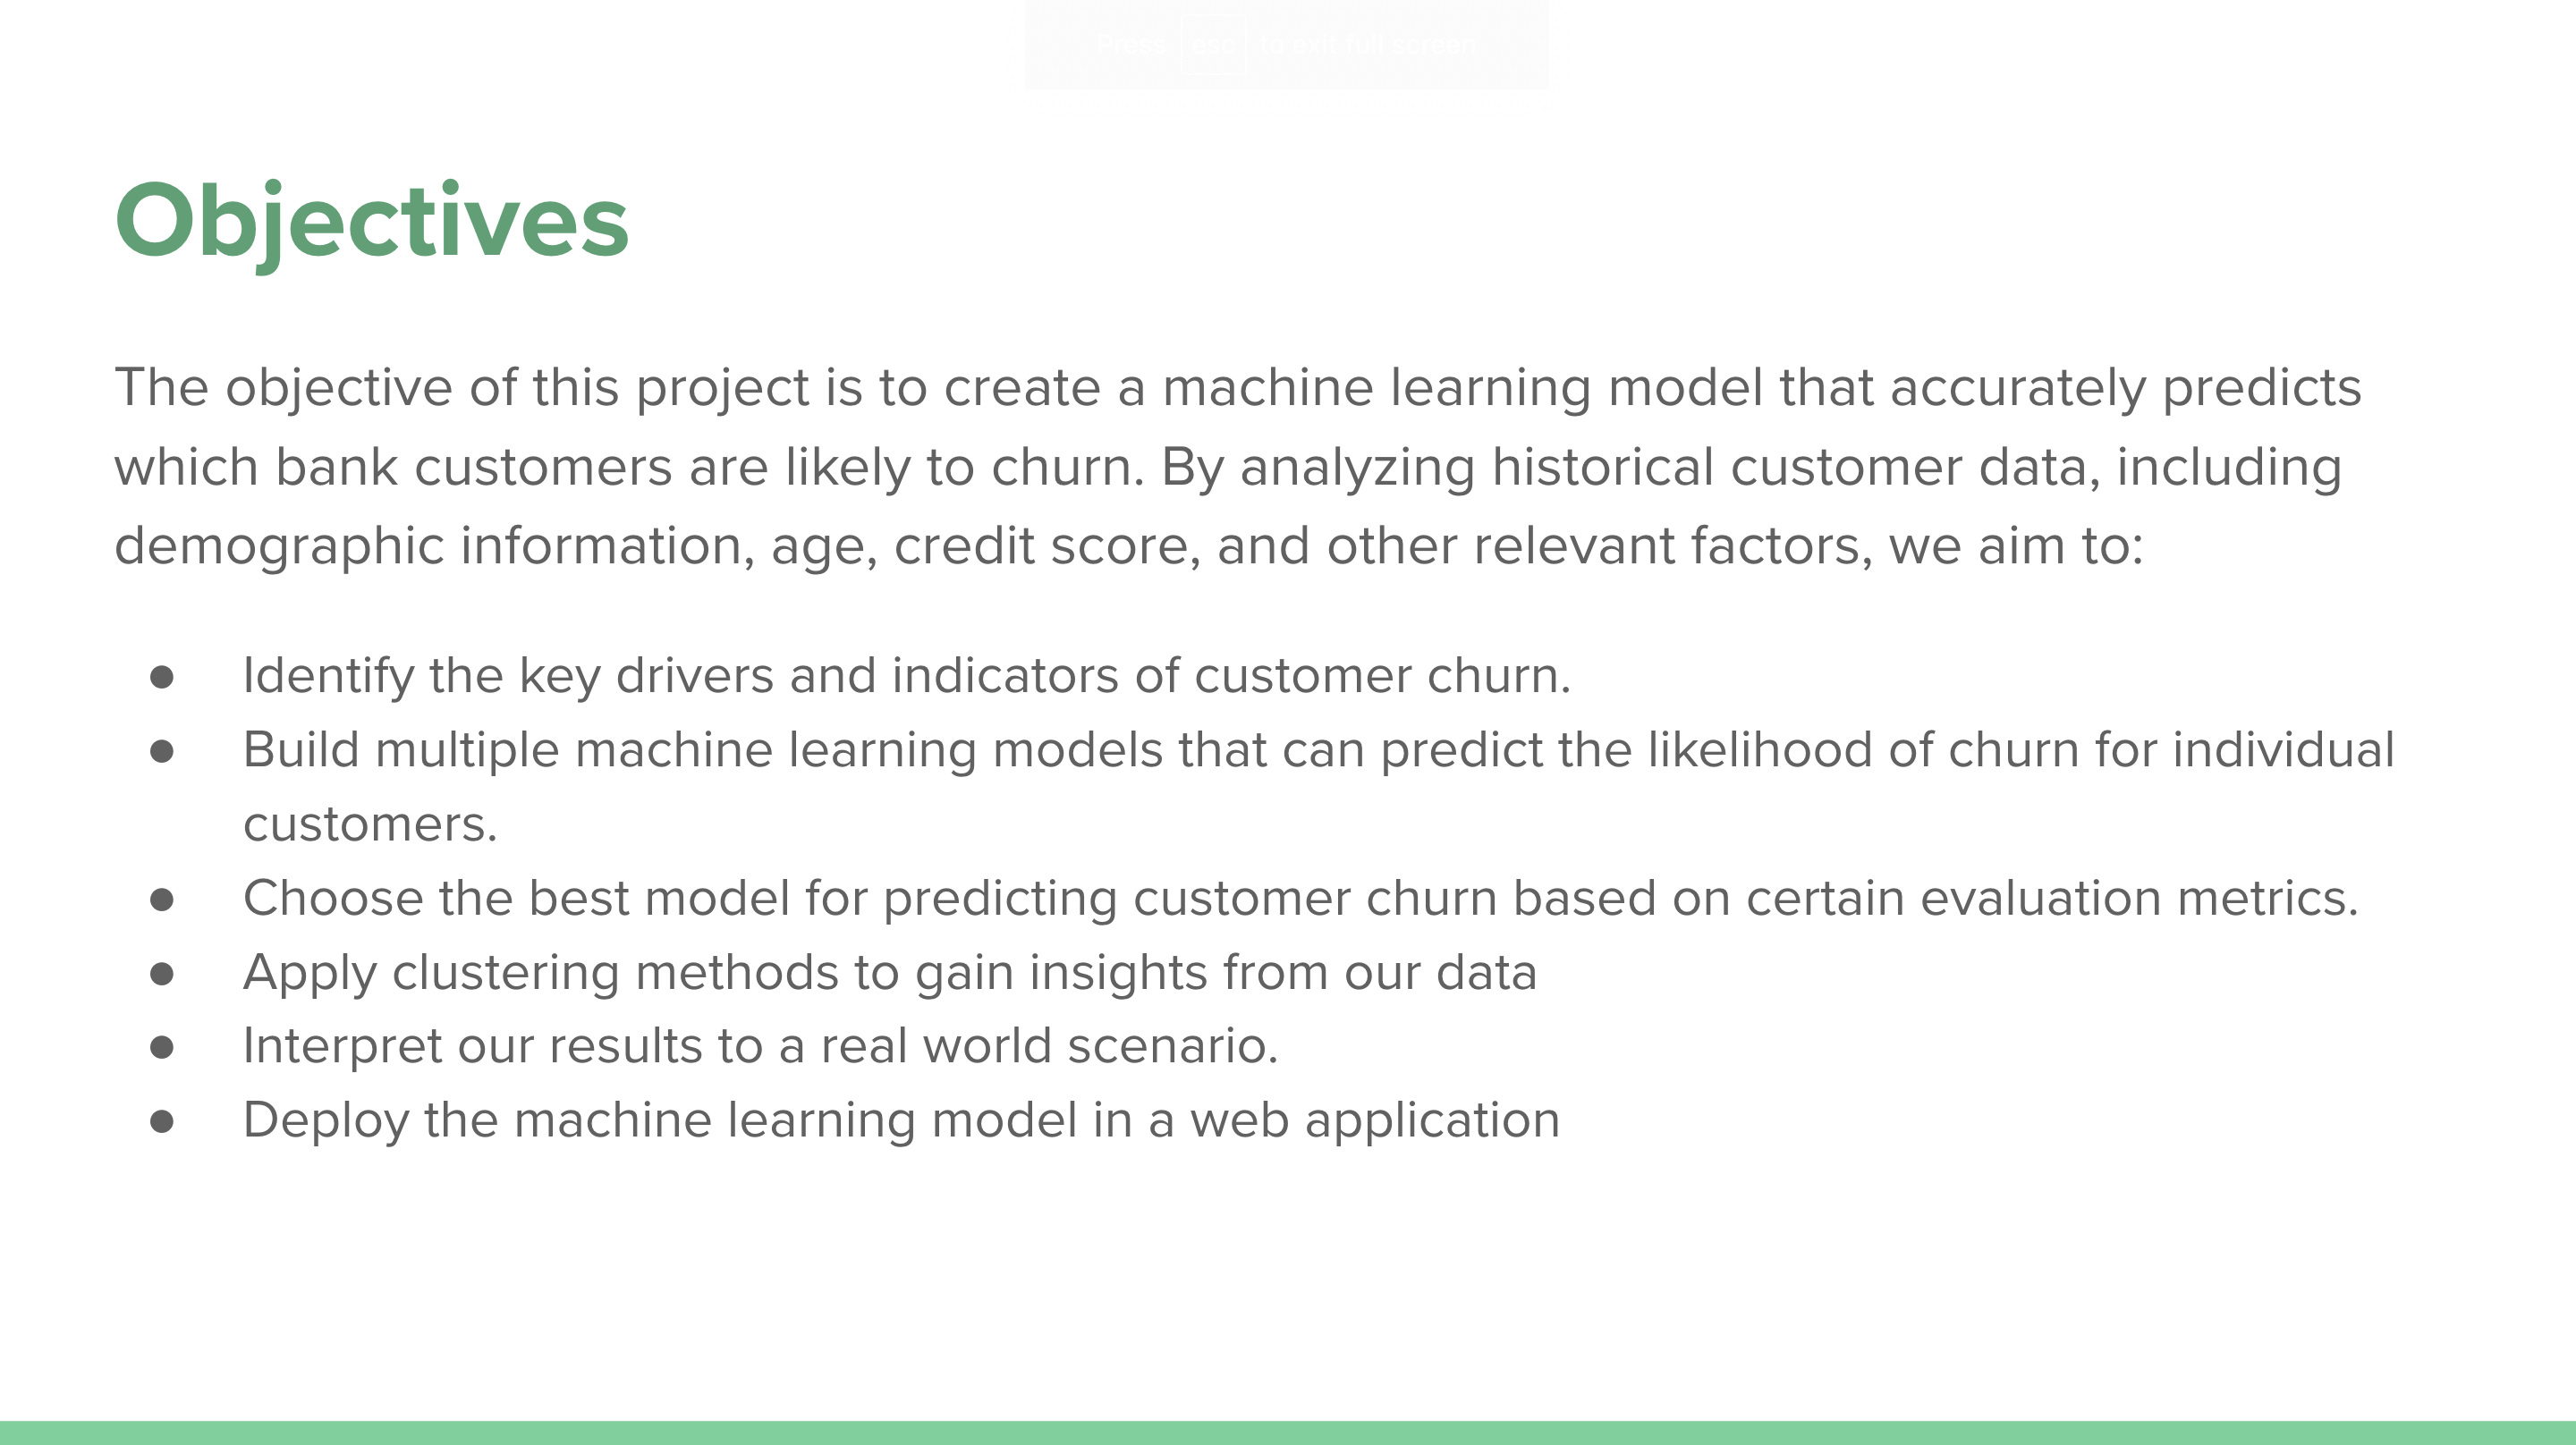 Press esc to exit full screen
Objectives
The objective of this project is to create a machine learning model that accurately predicts
which bank customers are likely to churn. By analyzing historical customer data, including
demographic information, age, credit score, and other relevant factors, we aim to:
● Identify the key drivers and indicators of customer churn.
● Build multiple machine learning models that can predict the likelihood of churn for individual
customers.
● Choose the best model for predicting customer churn based on certain evaluation metrics.
● Apply clustering methods to gain insights from our data
● Interpret our results to a real world scenario.
● Deploy the machine learning model in a web application